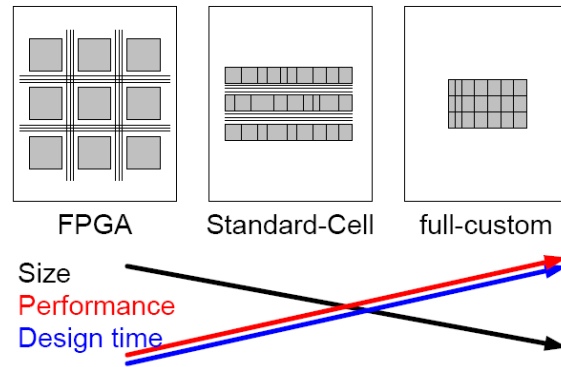 FPGA
Standard-Cell
full-custom
Size
Performance
Design time